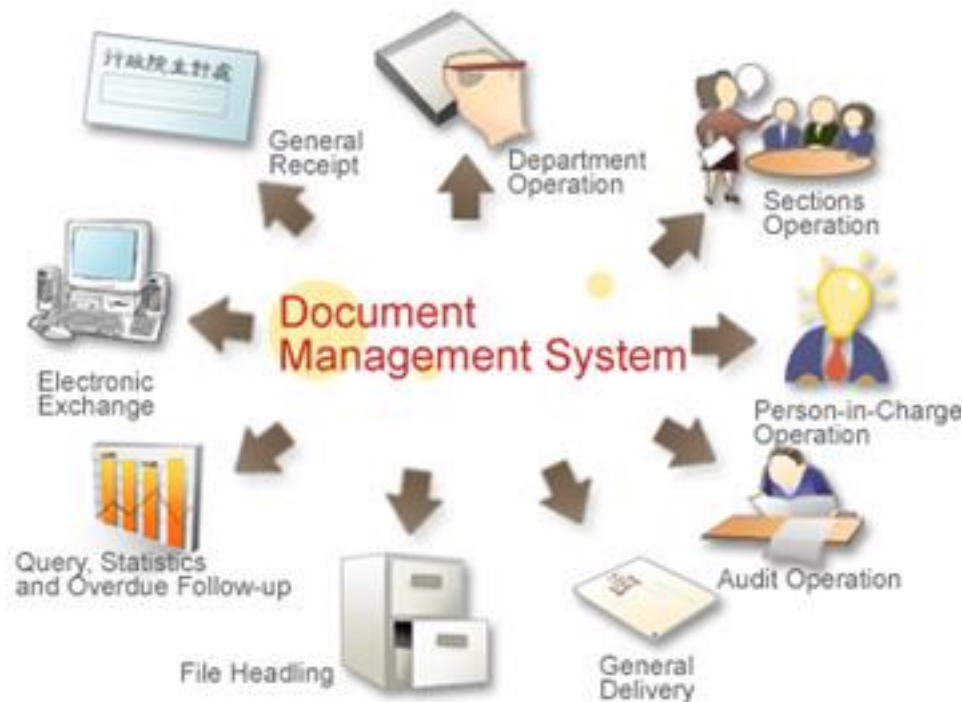 行政院主計處
General
Receipt
Department
Operation
Sections
Operation
Electronic
Exchange
Document
Management System
Person-in-Charge
Operation
Query, Statistics
and Overdue Follow-up
Audit Operation
File Headling
General
Delivery